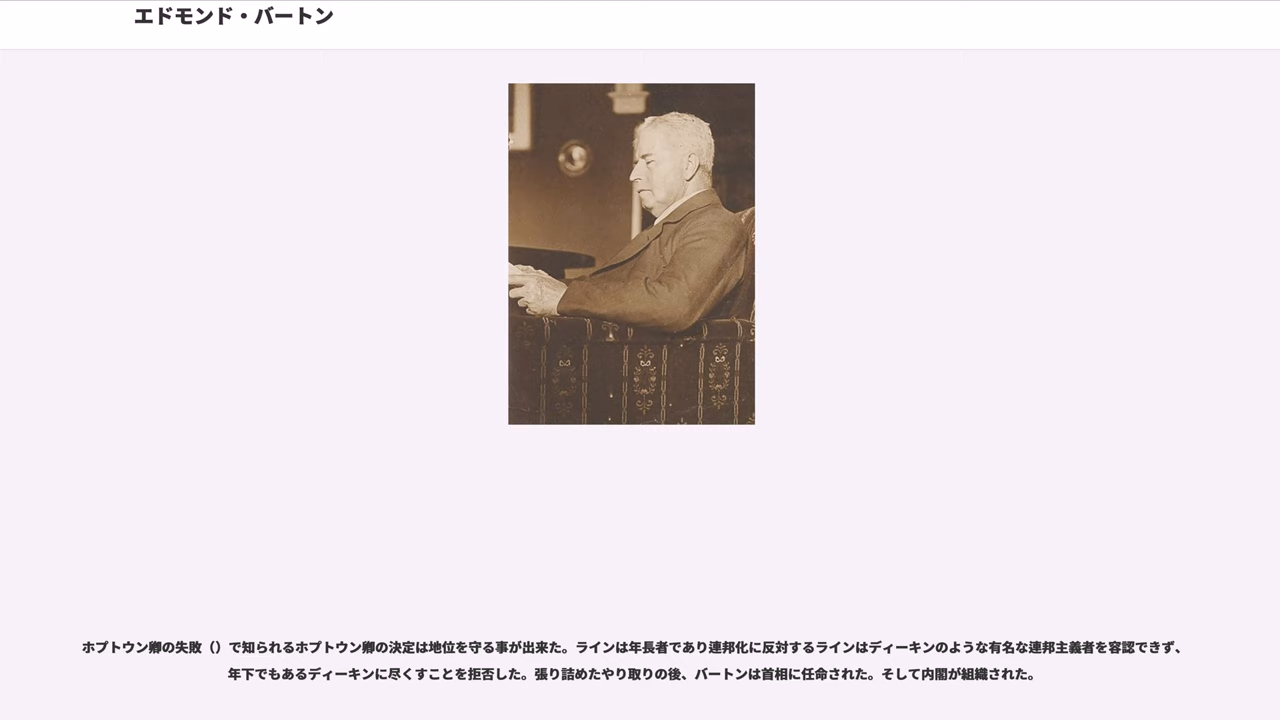 エドモンド・バートン
ホプトウン卿の失敗（）で知られるホプトウン卿の決定は地位を守る事が出来た。ラインは年長者であり連邦化に反対するラインはディーキンのような有名な連邦主義者を容認できず、
年下でもあるディーキンに尽くすことを拒否した。張り詰めたやり取りの後、バートンは首相に任命された。そして内閣が組織された。